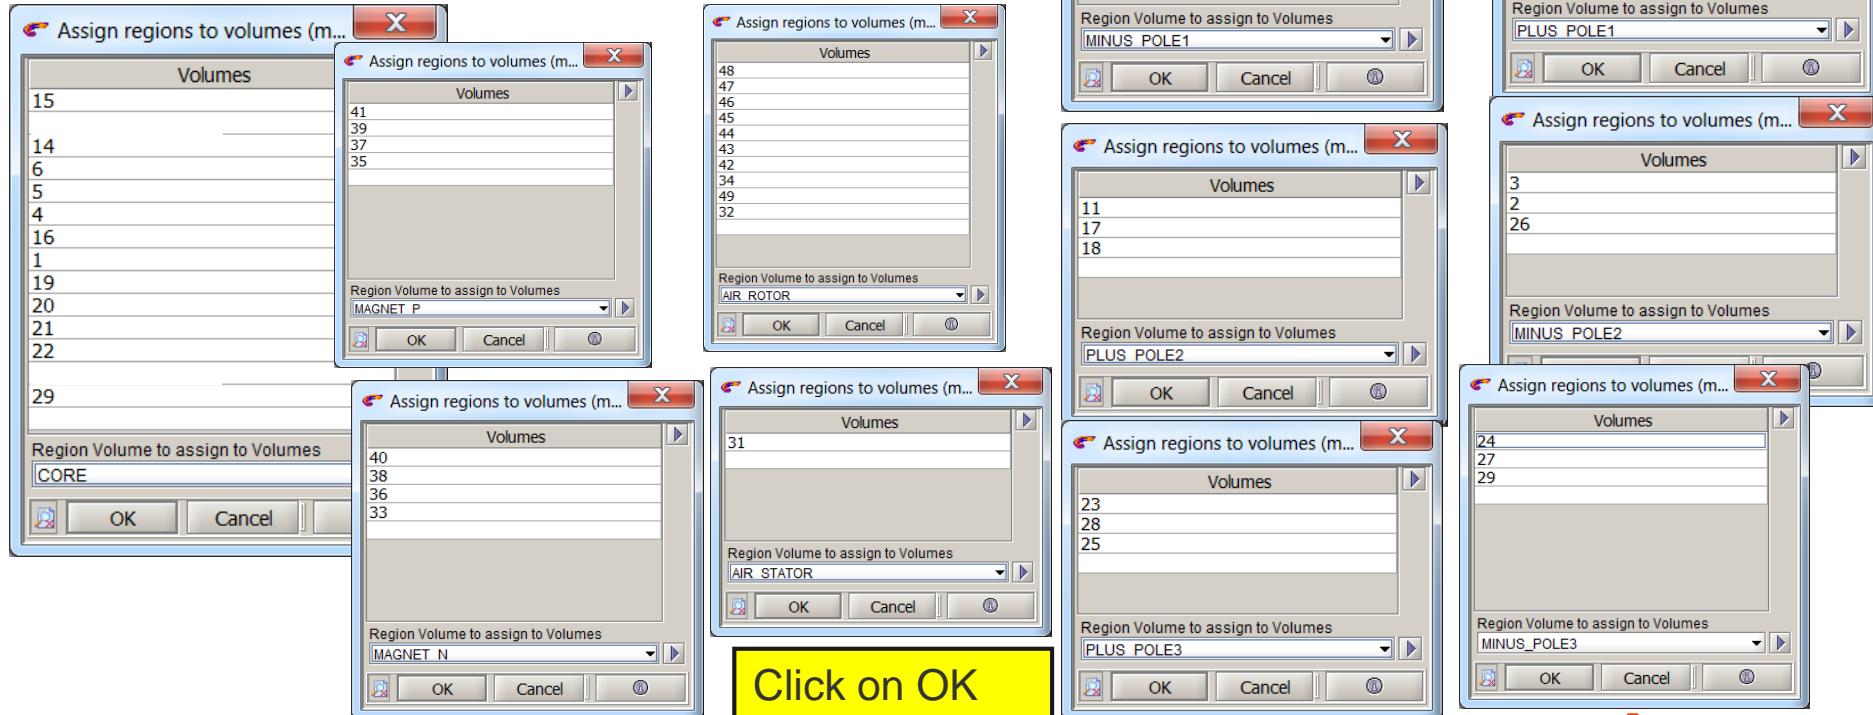 Assign regions to volumes (m...
Volumes
15
14
6
5
4
16
1
19
20
21
22
29
Region Volume to assign to Volumes
CORE
OK
Cancel
Assign regions to volumes (m...
Volumes
41
39
37
35
Region Volume to assign to Volumes
MAGNET_P
OK
Cancel
Assign regions to volumes (m...
Volumes
40
38
36
33
Region Volume to assign to Volumes
MAGNET_N
OK
Cancel
Assign regions to volumes (m...
Volumes
48
47
46
45
44
43
42
34
49
32
Region Volume to assign to Volumes
AIR_ROTOR
OK
Cancel
Assign regions to volumes (m...
Volumes
31
Region Volume to assign to Volumes
AIR_STATOR
OK
Cancel
Click on OK
Region Volume to assign to Volumes
MINUS_POLE1
OK
Cancel
Assign regions to volumes (m...
Volumes
11
17
18
Region Volume to assign to Volumes
PLUS_POLE2
OK
Cancel
Assign regions to volumes (m...
Volumes
23
28
25
Region Volume to assign to Volumes
PLUS_POLE3
OK
Cancel
Region Volume to assign to Volumes
PLUS_POLE1
OK
Cancel
Assign regions to volumes (m...
Volumes
3
2
26
Region Volume to assign to Volumes
MINUS_POLE2
Assign regions to volumes (m...
Volumes
24
27
29
Region Volume to assign to Volumes
MINUS_POLE3
OK
Cancel